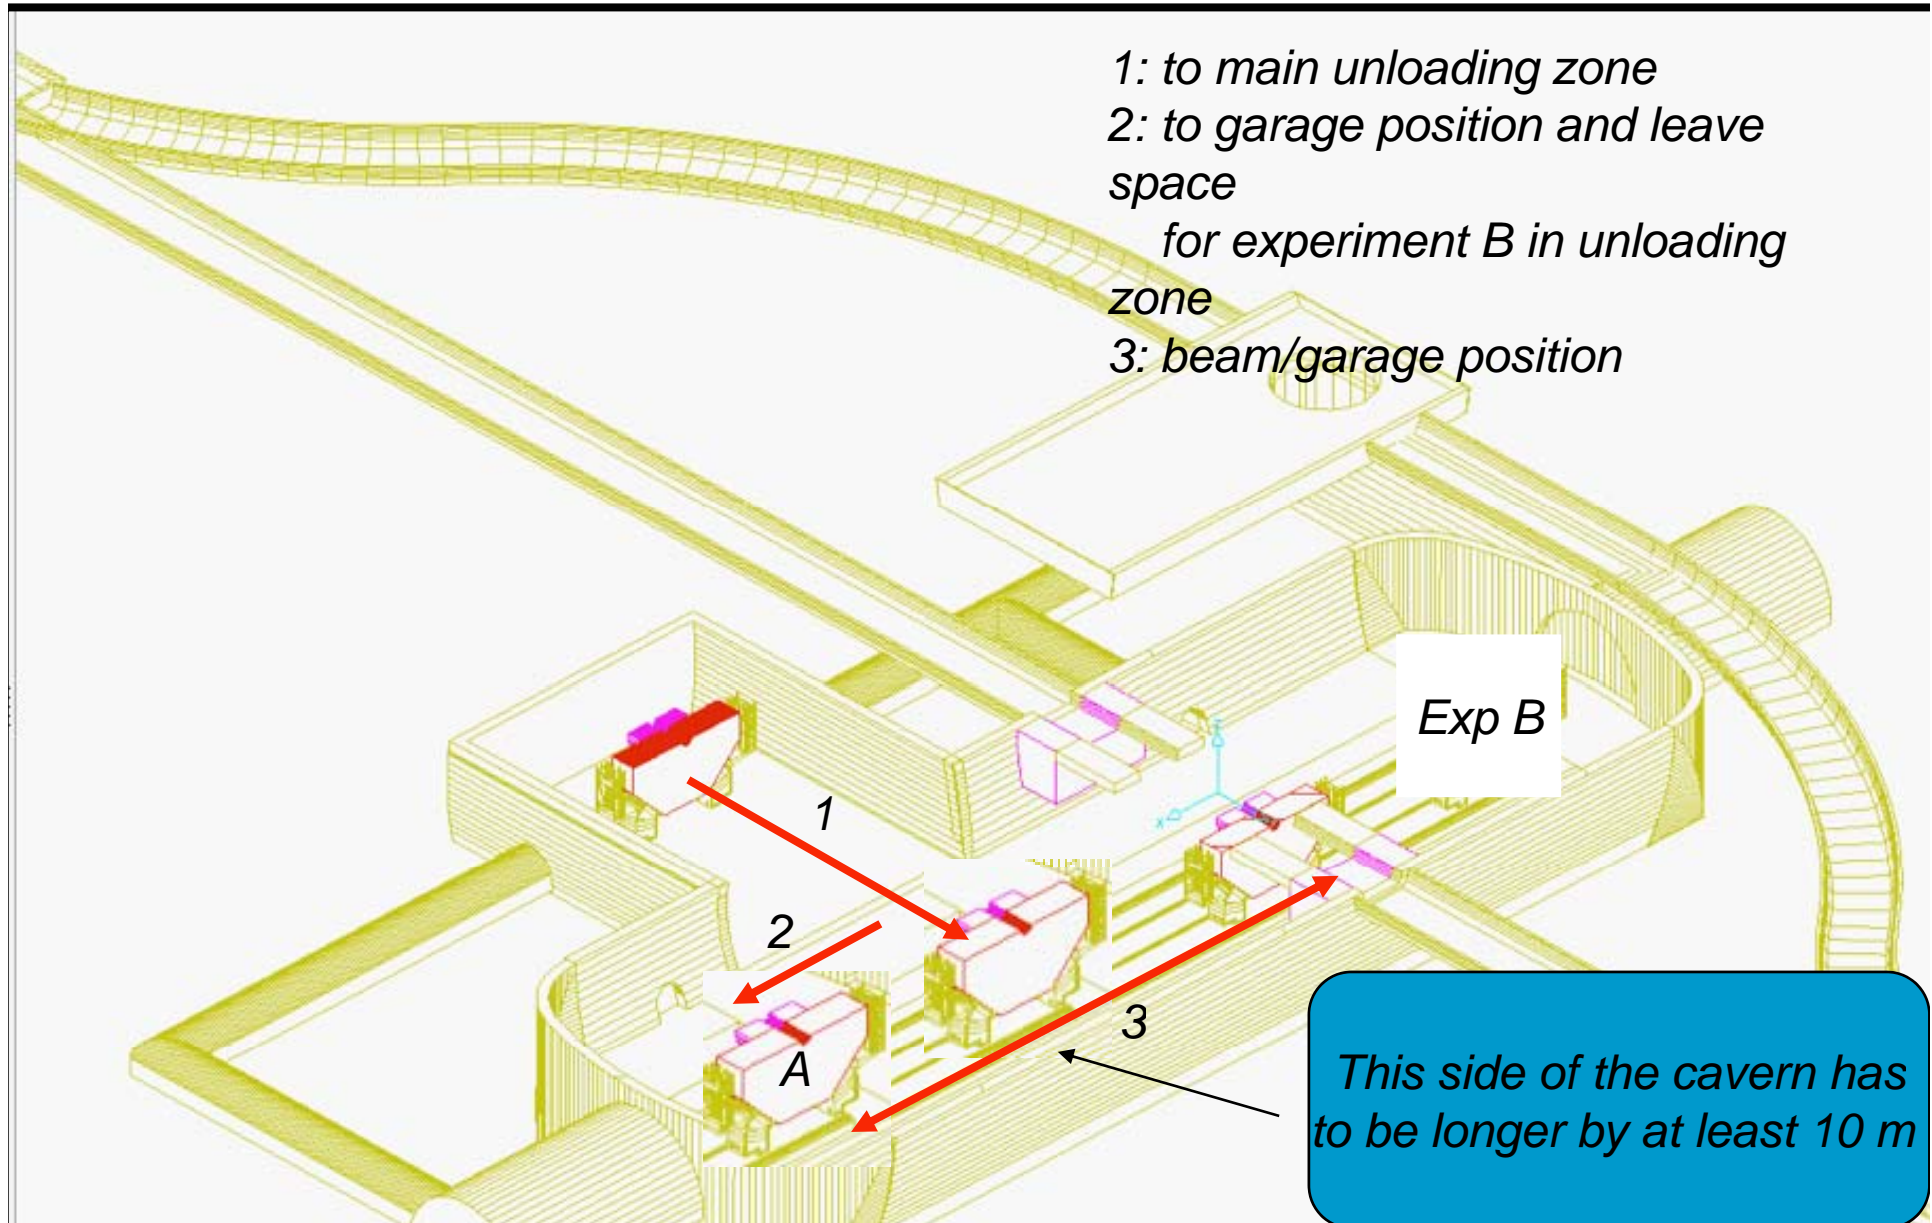 1: to main unloading zone
2: to garage position and leave
space
for experiment B in unloading
zone
3: beam/garage position
Exp B
1
2
3
A
This side of the cavern has
to be longer by at least 10 m
z
x